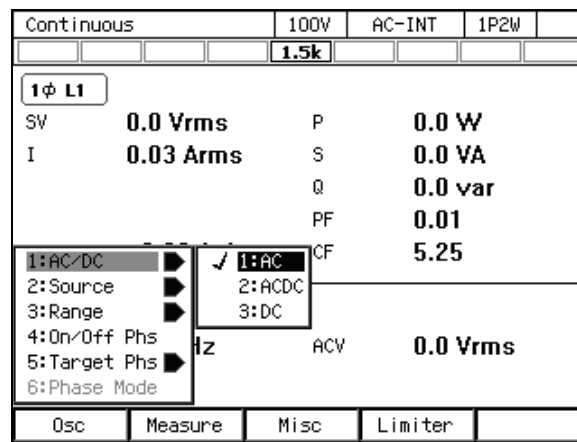 Continuous 100V AC-INT 1P2W
1.5k
1ϕ L1
SV 0.0 Vrms P 0.0 W
I 0.03 Arms S 0.0 VA
Q 0.0 var
PF 0.01
CF 5.25
1:AC/DC
2:Source
3:Range
4:On/Off Phs
5:Target Phs
6:Phase Mode
✓ 1:AC
2:ACDC
3:DC
Hz ACV 0.0 Vrms
Osc Measure Misc Limiter